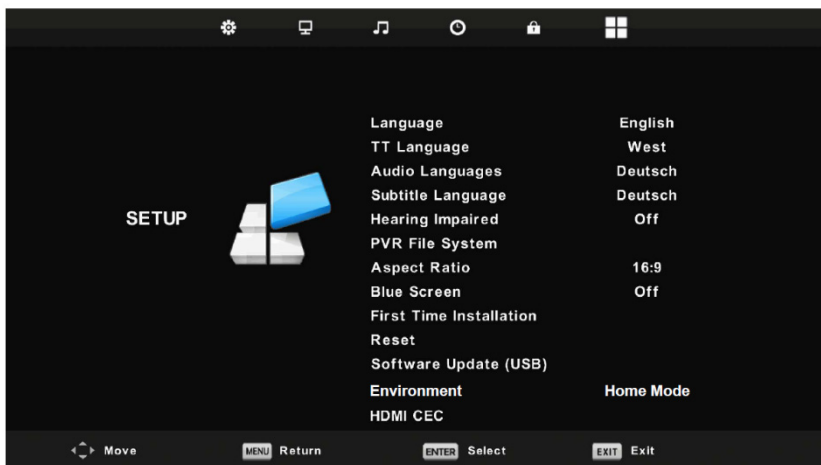 SETUP
Language English
TT Language West
Audio Languages Deutsch
Subtitle Language Deutsch
Hearing Impaired Off
PVR File System
Aspect Ratio 16:9
Blue Screen Off
First Time Installation
Reset
Software Update (USB)
Environment Home Mode
HDMI CEC
Move MENU Return ENTER Select EXIT Exit